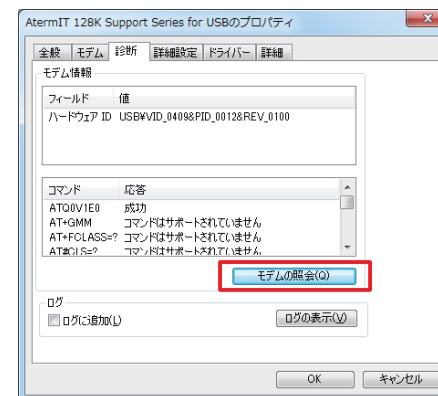 AtermIT 128K Support Series for USBのプロパティ
全般 モデム 診断 詳細設定 ドライバー 詳細
モデム情報
フィールド 値
ハードウェア ID USB¥VID_0409&PID_0012&REV_0100
コマンド 応答
ATQ0V1E0 成功
AT+GMM コマンドはサポートされていません
AT+FCLASS=? コマンドはサポートされていません
AT#CLS=? コマンドはサポートされていません
モデムの照会(Q)
ログ
ログに追加(L) ログの表示(V)
OK キャンセル